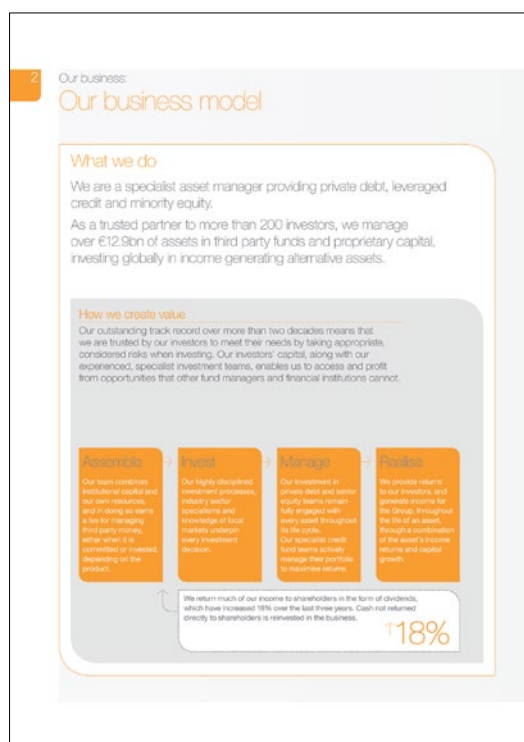 2
Our business:
Our business model
What we do
We are a specialist asset manager providing private debt, leveraged
credit and minority equity.
As a trusted partner to more than 200 investors, we manage
over €12.9bn of assets in third party funds and proprietary capital,
investing globally in income generating alternative assets.
How we create value
Our outstanding track record over more than two decades means that
we are trusted by our investors to meet their needs by taking appropriate,
considered risks when investing. Our investors' capital, along with our
experienced, specialist investment teams, enables us to access and profit
from opportunities that other fund managers and financial institutions cannot.
Assemble
Our team combines
institutional capital and
our own resources,
and in doing so earns
a fee for managing
third party money,
either when it is
committed or invested,
depending on the
product.
Invest
Our highly disciplined
investment processes,
industry sector
specialisms and
knowledge of local
markets underpin
every investment
decision.
Manage
Our investment in
private debt and senior
equity teams remain
fully engaged with
every asset throughout
its life cycle.
Our specialist credit
fund teams actively
manage their portfolio
to maximise returns.
Realise
We provide returns
to our investors, and
generate income for
the Group, throughout
the life of an asset,
through a combination
of the asset's income
returns and capital
growth.
We return much of our income to shareholders in the form of dividends,
which have increased 18% over the last three years. Cash not returned
directly to shareholders is reinvested in the business.
↑18%